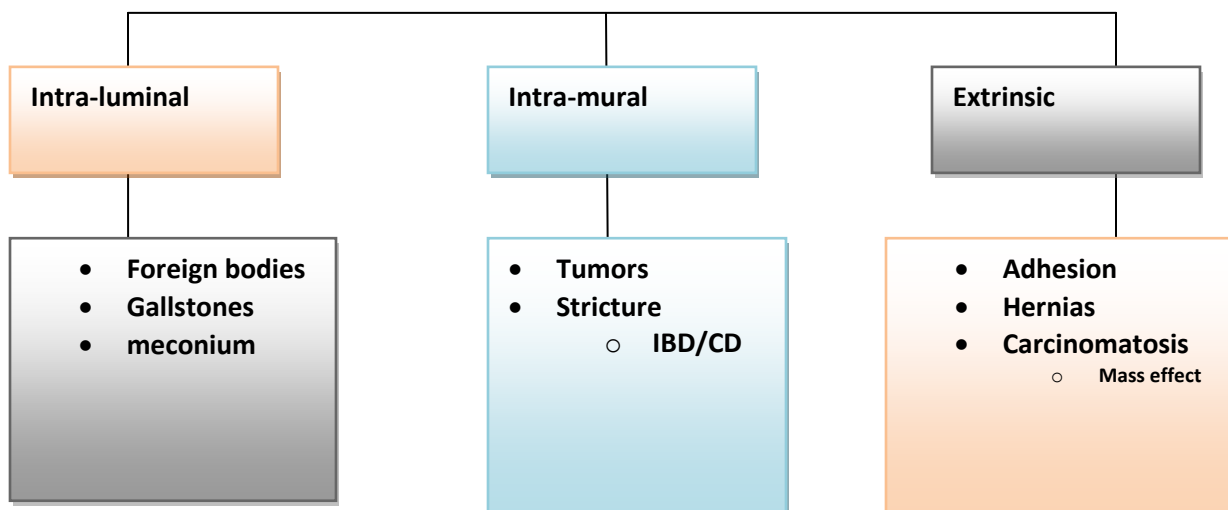 Intra-luminal
• Foreign bodies
• Gallstones
• meconium
Intra-mural
• Tumors
• Stricture
o IBD/CD
Extrinsic
• Adhesion
• Hernias
• Carcinomatosis
o Mass effect